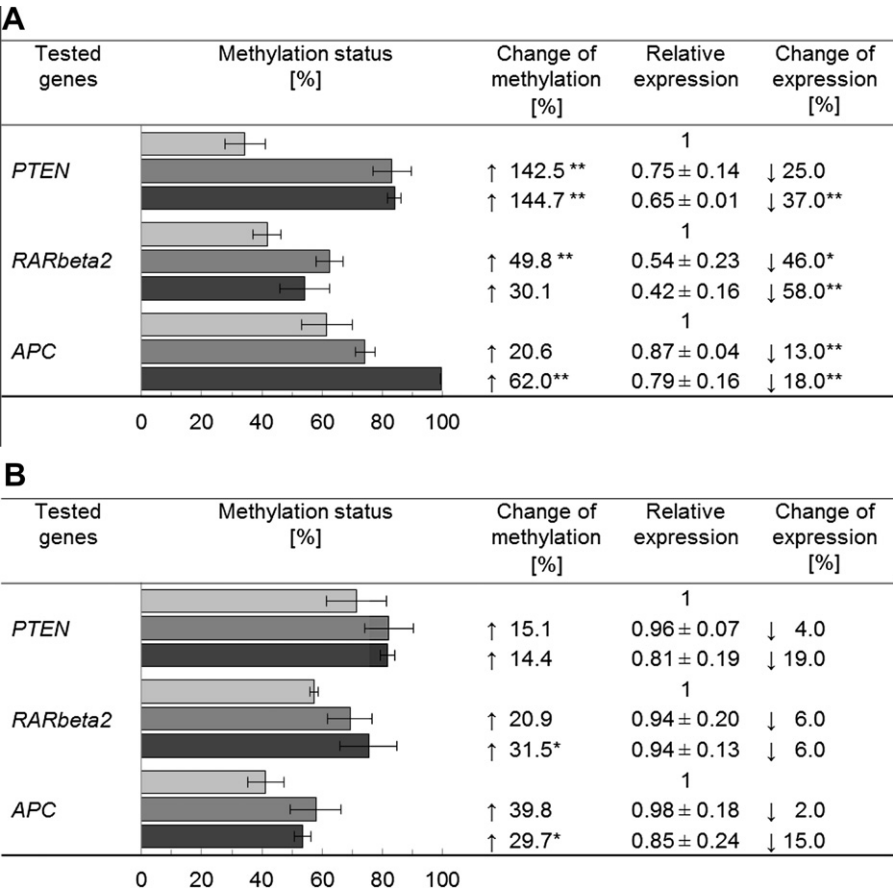 A
Tested genes Methylation status [%] Change of methylation [%] Relative expression Change of expression [%]
1
PTEN ↑ 142.5 ** 0.75 ± 0.14 ↓ 25.0
↑ 144.7 ** 0.65 ± 0.01 ↓ 37.0**
1
RARbeta2 ↑ 49.8 ** 0.54 ± 0.23 ↓ 46.0*
↑ 30.1 0.42 ± 0.16 ↓ 58.0**
1
APC ↑ 20.6 0.87 ± 0.04 ↓ 13.0**
↑ 62.0** 0.79 ± 0.16 ↓ 18.0**
0 20 40 60 80 100
B
Tested genes Methylation status [%] Change of methylation [%] Relative expression Change of expression [%]
1
PTEN ↑ 15.1 0.96 ± 0.07 ↓ 4.0
↑ 14.4 0.81 ± 0.19 ↓ 19.0
1
RARbeta2 ↑ 20.9 0.94 ± 0.20 ↓ 6.0
↑ 31.5* 0.94 ± 0.13 ↓ 6.0
1
APC ↑ 39.8 0.98 ± 0.18 ↓ 2.0
↑ 29.7* 0.85 ± 0.24 ↓ 15.0
0 20 40 60 80 100